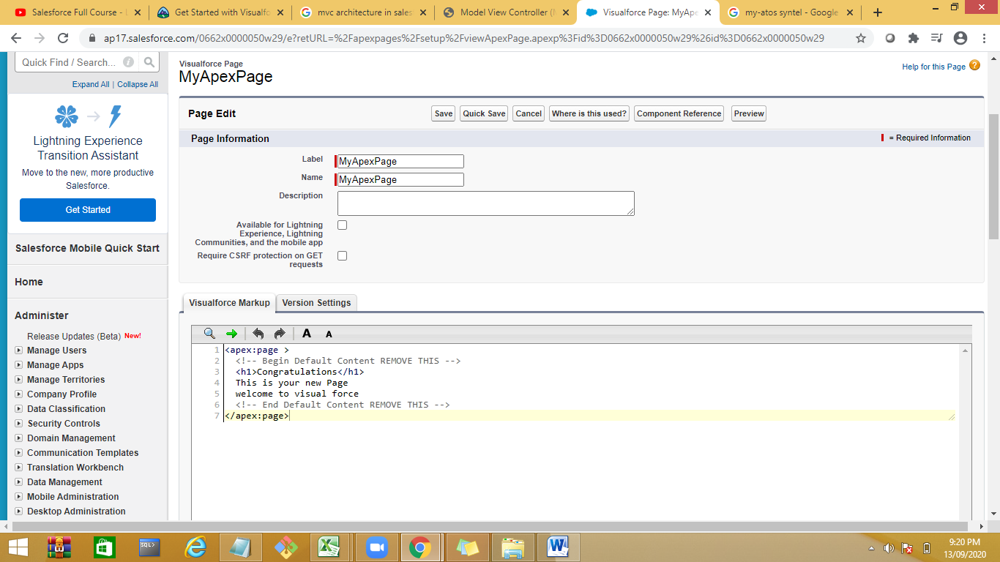 Salesforce Full Course - L
Get Started with Visualfo
mvc architecture in sales
Model View Controller (M
Visualforce Page: MyApe
my-atos syntel - Google
ap17.salesforce.com/0662x0000050w29/e?retURL=%2Fapexpages%2Fsetup%2FviewApexPage.apexp%3Fid%3D0662x0000050w29%26id%3D0662x0000050w29
Quick Find / Search...
Expand All | Collapse All
Lightning Experience
Transition Assistant
Move to the new, more productive
Salesforce.
Get Started
Salesforce Mobile Quick Start
Home
Administer
Release Updates (Beta) New!
Manage Users
Manage Apps
Manage Territories
Company Profile
Data Classification
Security Controls
Domain Management
Communication Templates
Translation Workbench
Data Management
Mobile Administration
Desktop Administration
Visualforce Page
MyApexPage
Help for this Page ?
Page Edit
Save
Quick Save
Cancel
Where is this used?
Component Reference
Preview
Page Information
= Required Information
Label
MyApexPage
Name
MyApexPage
Description
Available for Lightning
Experience, Lightning
Communities, and the mobile app
Require CSRF protection on GET
requests
Visualforce Markup
Version Settings
A A
1 <apex:page >
2 <!-- Begin Default Content REMOVE THIS -->
3 <h1>Congratulations</h1>
4 This is your new Page
5 welcome to visual force
6 <!-- End Default Content REMOVE THIS -->
7 </apex:page>
SQL>
9:20 PM
13/09/2020